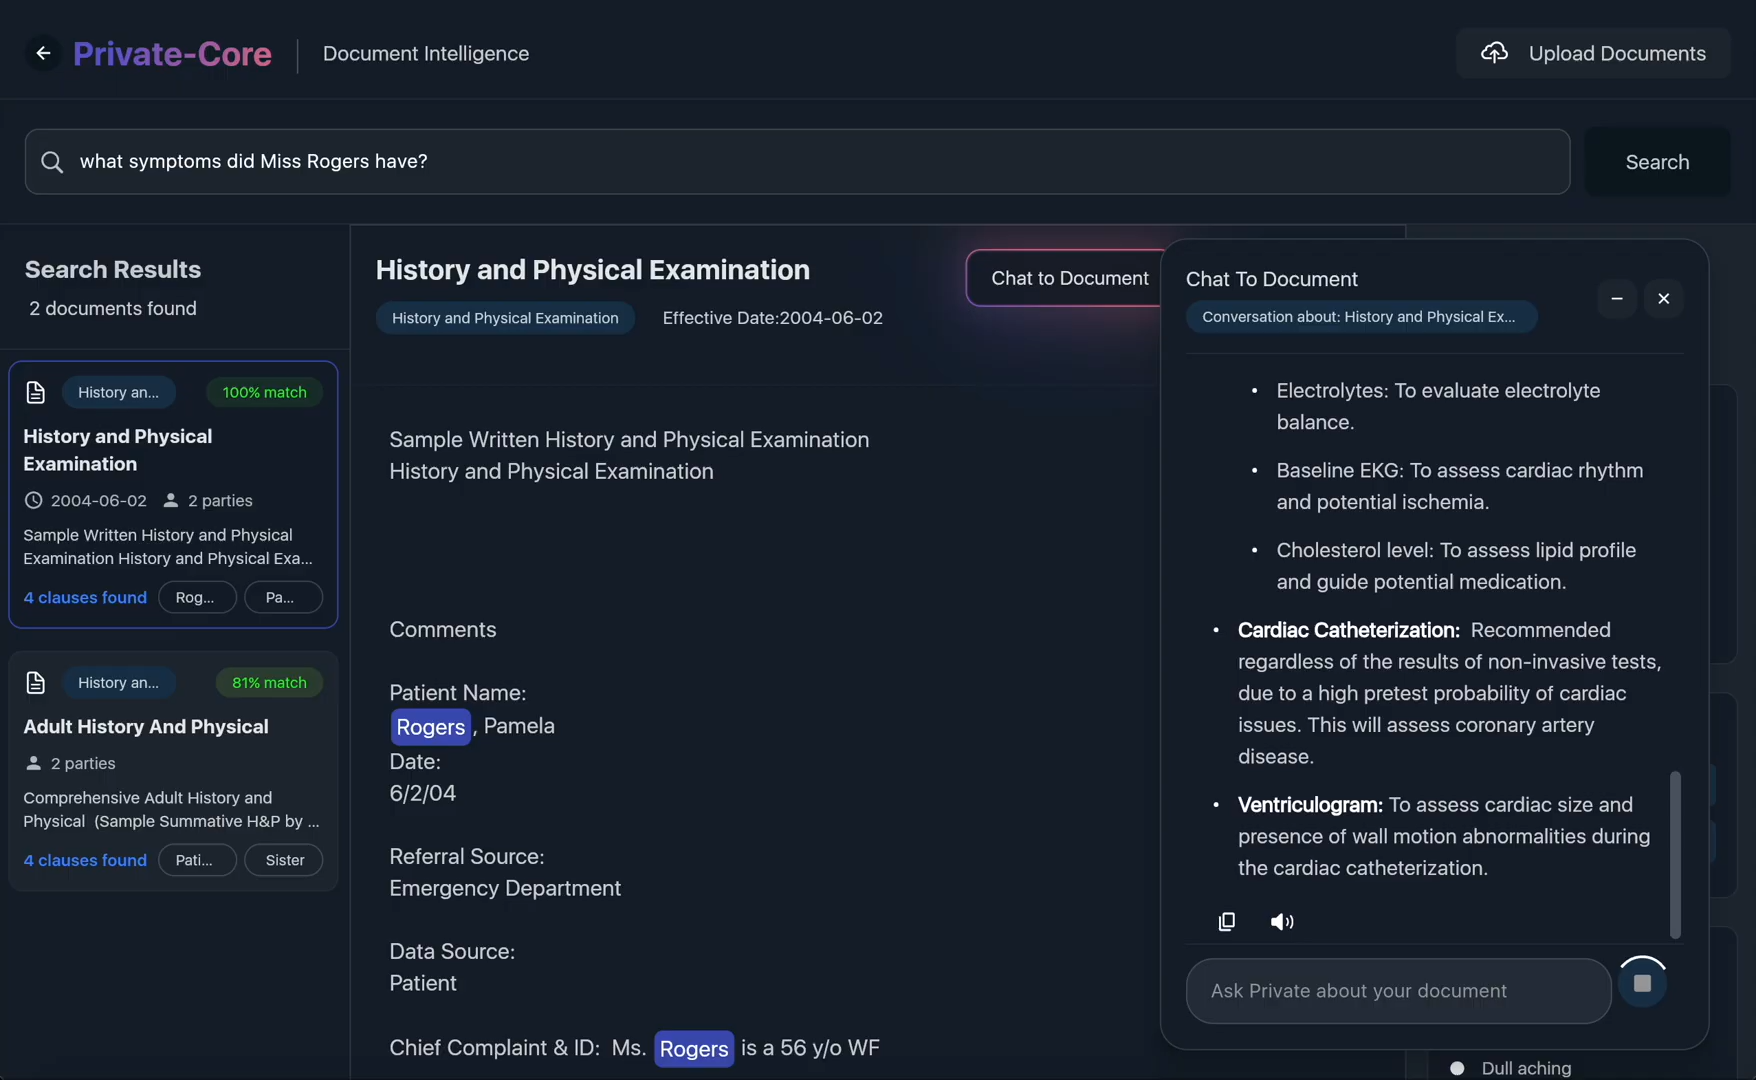 Private-Core
Document Intelligence
Upload Documents
what symptoms did Miss Rogers have?
Search
Search Results
2 documents found
History an...
100% match
History and Physical
Examination
2004-06-02
2 parties
Sample Written History and Physical
Examination History and Physical Exa...
4 clauses found
Rog...
Pa...
History an...
81% match
Adult History And Physical
2 parties
Comprehensive Adult History and
Physical (Sample Summative H&P by ...
4 clauses found
Pati...
Sister
History and Physical Examination
History and Physical Examination
Effective Date:2004-06-02
Chat to Document
Sample Written History and Physical Examination
History and Physical Examination
Comments
Patient Name:
Rogers, Pamela
Date:
6/2/04
Referral Source:
Emergency Department
Data Source:
Patient
Chief Complaint & ID: Ms. Rogers is a 56 y/o WF
Chat To Document
Conversation about: History and Physical Ex...
• Electrolytes: To evaluate electrolyte
balance.
• Baseline EKG: To assess cardiac rhythm
and potential ischemia.
• Cholesterol level: To assess lipid profile
and guide potential medication.
• Cardiac Catheterization: Recommended
regardless of the results of non-invasive tests,
due to a high pretest probability of cardiac
issues. This will assess coronary artery
disease.
• Ventriculogram: To assess cardiac size and
presence of wall motion abnormalities during
the cardiac catheterization.
Ask Private about your document
Dull aching